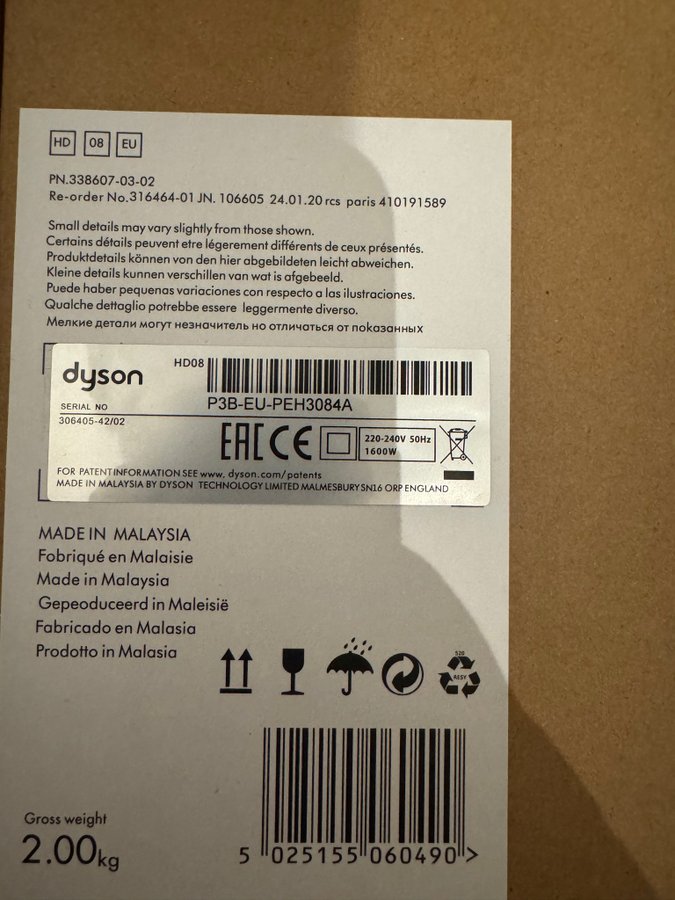 HD 08 EU
PN.338607-03-02
Re-order No.316464-01 JN. 106605 24.01.20 rcs paris 410191589
Small details may vary slightly from those shown.
Certains détails peuvent etre légerement différents de ceux présentés.
Produktdetails können von den hier abgebildeten leicht abweichen.
Kleine details kunnen verschillen van wat is afgebeeld.
Puede haber pequenas variaciones con respecto a las ilustraciones.
Qualche dettaglio potrebbe essere leggermente diverso.
Мелкие детали могут незначитель но отличаться от показанных
dyson HD08
P3B-EU-PEH3084A
SERIAL NO
306405-42/02
EAC CE 220-240V 50Hz
1600W
FOR PATENT INFORMATION SEE www. dyson.com/patents
MADE IN MALAYSIA BY DYSON TECHNOLOGY LIMITED MALMESBURY SN16 ORP ENGLAND
MADE IN MALAYSIA
Fabriqué en Malaisie
Made in Malaysia
Gepeoduceerd in Maleisië
Fabricado en Malasia
Prodotto in Malasia
520
RESY
Gross weight
2.00kg
5 025155 060490 >